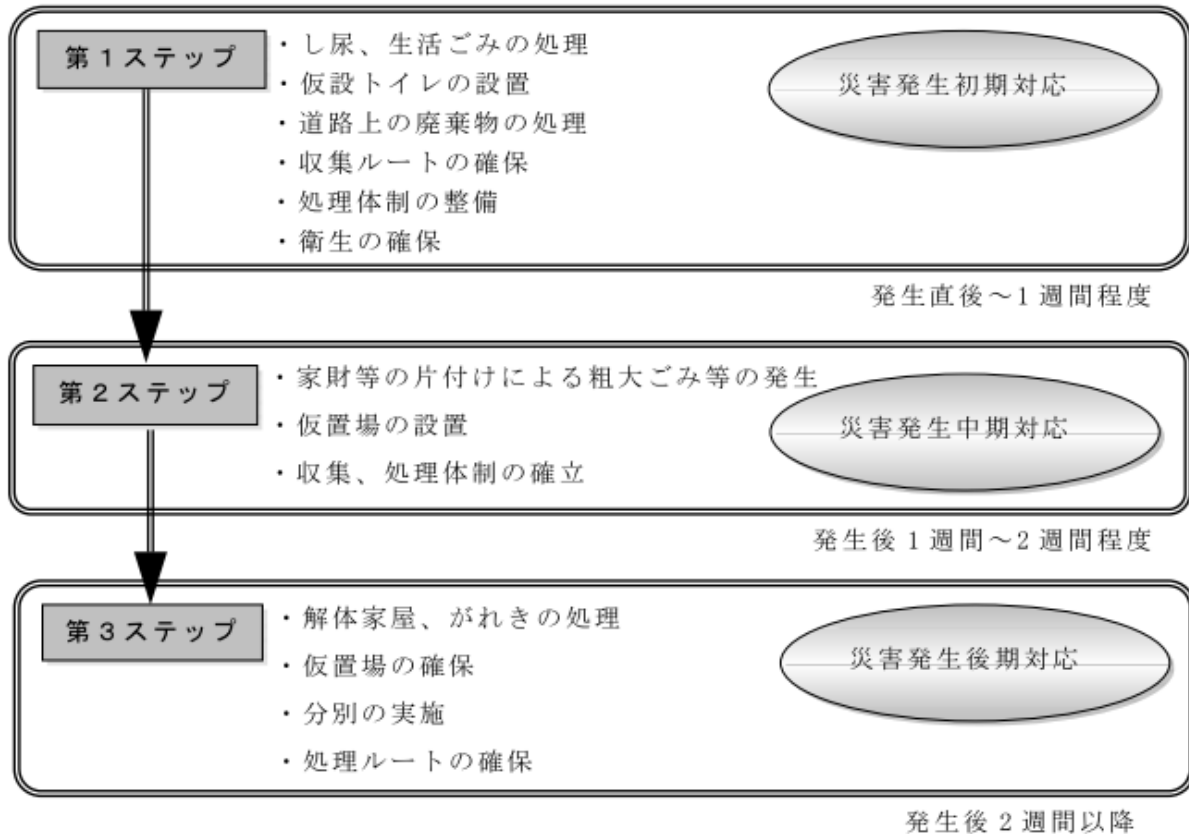 第１ステップ
・し尿、生活ごみの処理
・仮設トイレの設置
・道路上の廃棄物の処理
・収集ルートの確保
・処理体制の整備
・衛生の確保
災害発生初期対応
発生直後～1週間程度
第２ステップ
・家財等の片付けによる粗大ごみ等の発生
・仮置場の設置
・収集、処理体制の確立
災害発生中期対応
発生後1週間～2週間程度
第３ステップ
・解体家屋、がれきの処理
・仮置場の確保
・分別の実施
・処理ルートの確保
災害発生後期対応
発生後2週間以降